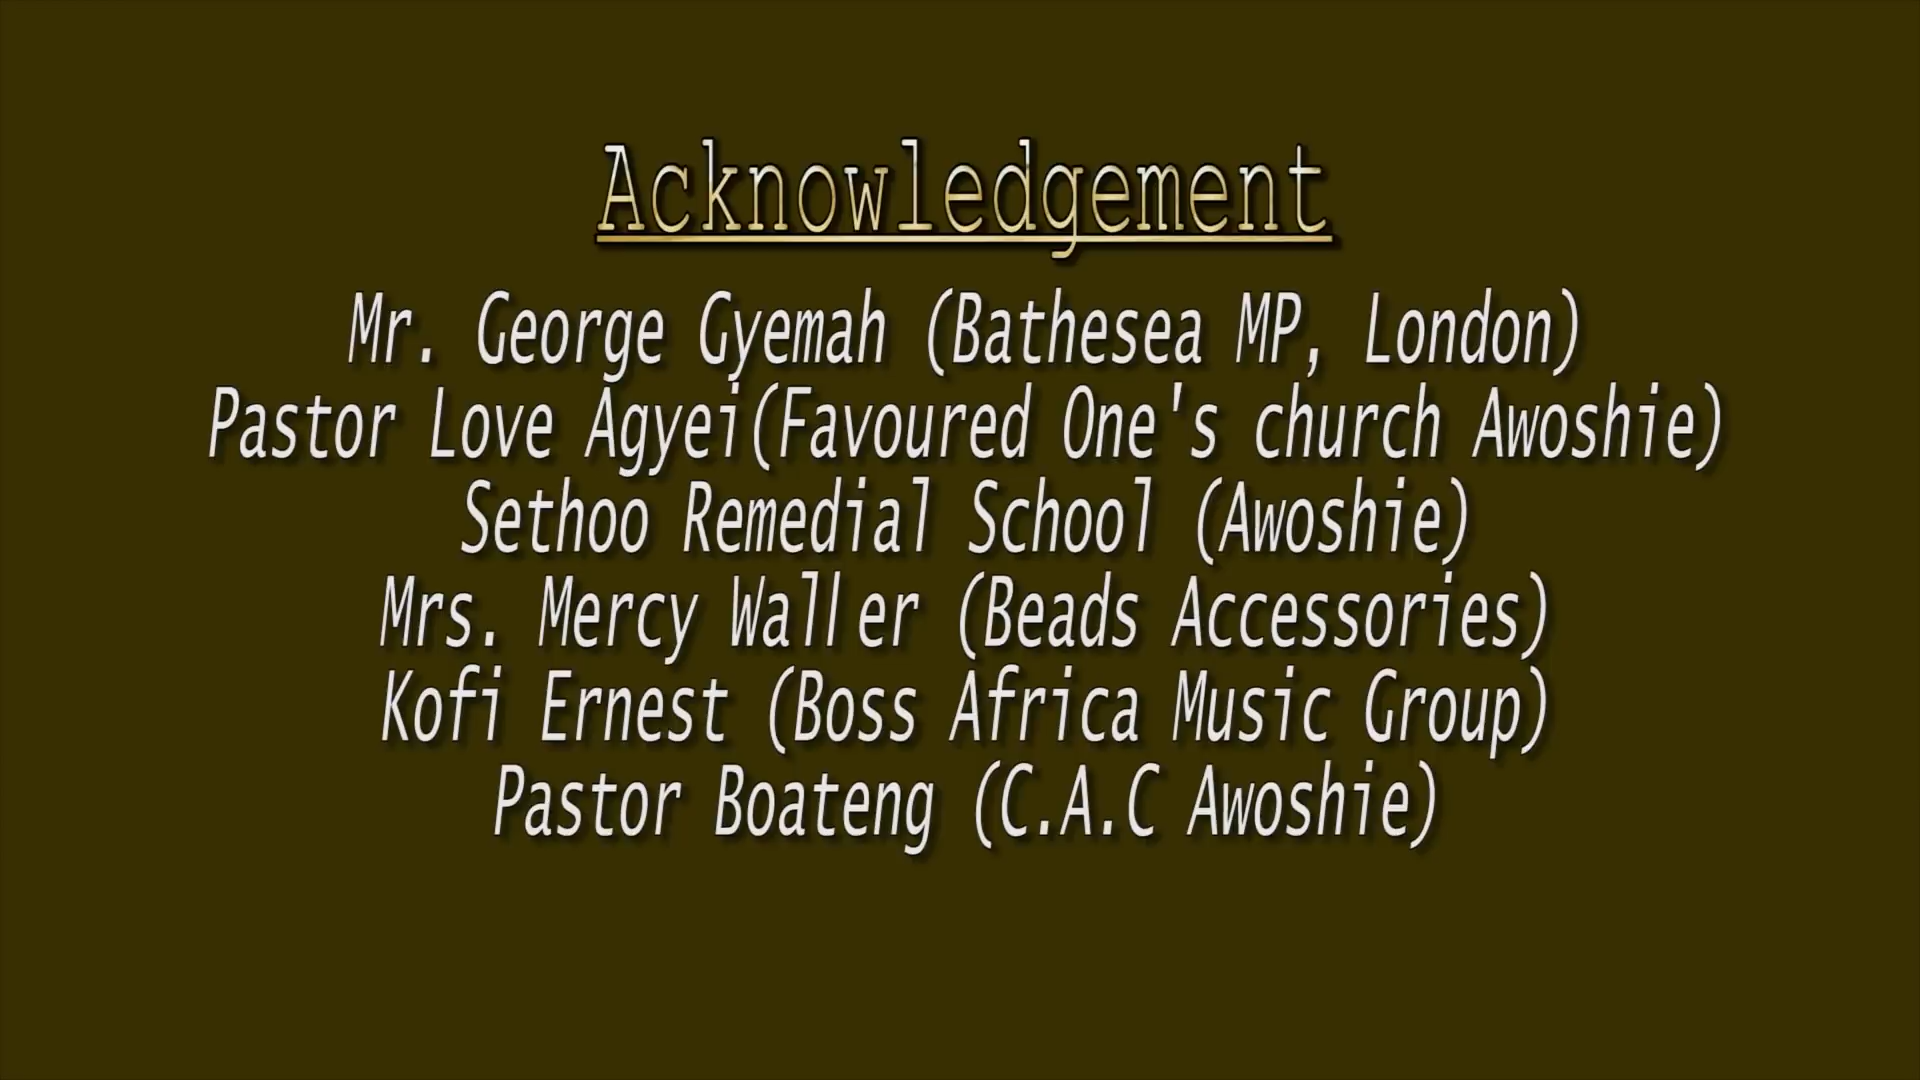 Acknowledgement
Mr. George Gyemah (Bathesea MP, London)
Pastor Love Agyei(Favoured One's church Awoshie)
Sethoo Remedial School (Awoshie)
Mrs. Mercy Waller (Beads Accessories)
Kofi Ernest (Boss Africa Music Group)
Pastor Boateng (C.A.C Awoshie)